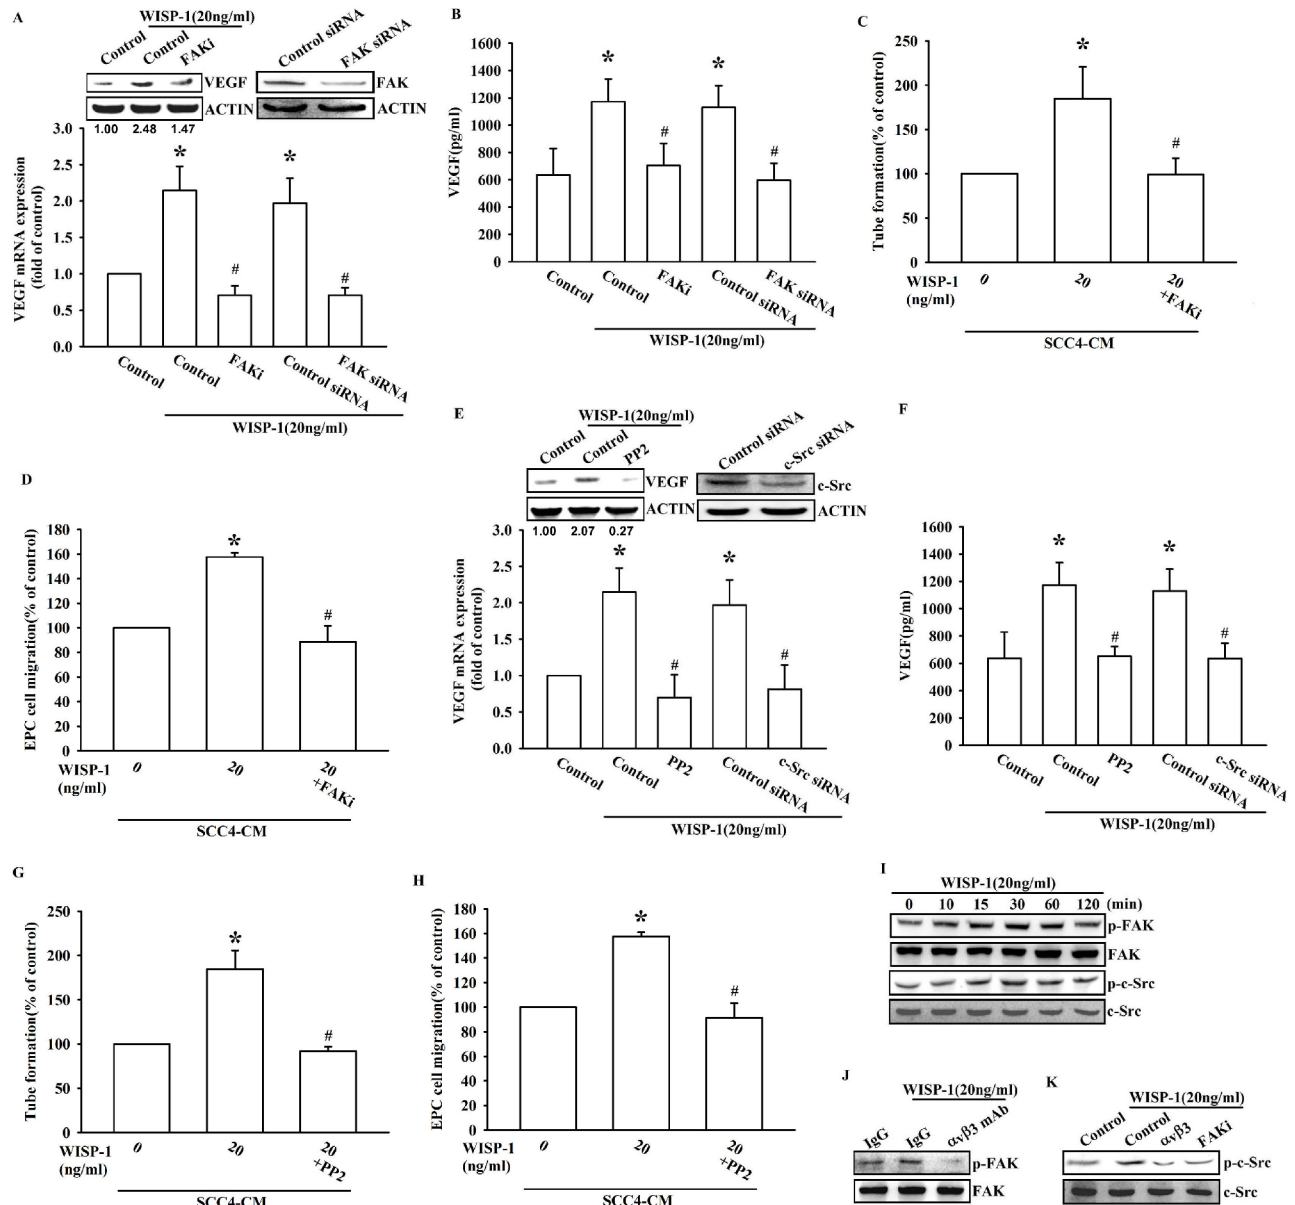 A
WISP-1(20ng/ml)
Control
Control
FAKi
Control siRNA
FAK siRNA
VEGF
FAK
ACTIN
ACTIN
1.00 2.48 1.47
3.0
2.5
2.0
1.5
1.0
0.5
0.0
VEGF mRNA expression
(fold of control)
*
#
*
#
Control
Control
FAKi
Control siRNA
FAK siRNA
WISP-1(20ng/ml)
B
1600
1400
1200
1000
800
600
400
200
0
VEGF(pg/ml)
*
#
*
#
Control
Control
FAKi
Control siRNA
FAK siRNA
WISP-1(20ng/ml)
C
250
200
150
100
50
0
Tube formation(% of control)
*
#
WISP-1
(ng/ml)
0
20
20
+FAKi
SCC4-CM
D
180
160
140
120
100
80
60
40
20
0
EPC cell migration(% of control)
*
#
WISP-1
(ng/ml)
0
20
20
+FAKi
SCC4-CM
E
WISP-1(20ng/ml)
Control
Control
PP2
Control siRNA
c-Src siRNA
VEGF
c-Src
ACTIN
ACTIN
1.00 2.07 0.27
3.0
2.5
2.0
1.5
1.0
0.5
0.0
VEGF mRNA expression
(fold of control)
*
#
*
#
Control
Control
PP2
Control siRNA
c-Src siRNA
WISP-1(20ng/ml)
F
1600
1400
1200
1000
800
600
400
200
0
VEGF(pg/ml)
*
#
*
#
Control
Control
PP2
Control siRNA
c-Src siRNA
WISP-1(20ng/ml)
G
250
200
150
100
50
0
Tube formation(% of control)
*
#
WISP-1
(ng/ml)
0
20
20
+PP2
SCC4-CM
H
180
160
140
120
100
80
60
40
20
0
EPC cell migration(% of control)
*
#
WISP-1
(ng/ml)
0
20
20
+PP2
SCC4-CM
I
WISP-1(20ng/ml)
0 10 15 30 60 120 (min)
p-FAK
FAK
p-c-Src
c-Src
J
WISP-1(20ng/ml)
IgG
IgG
αvβ3 mAb
p-FAK
FAK
K
WISP-1(20ng/ml)
Control
Control
αvβ3
FAKi
p-c-Src
c-Src